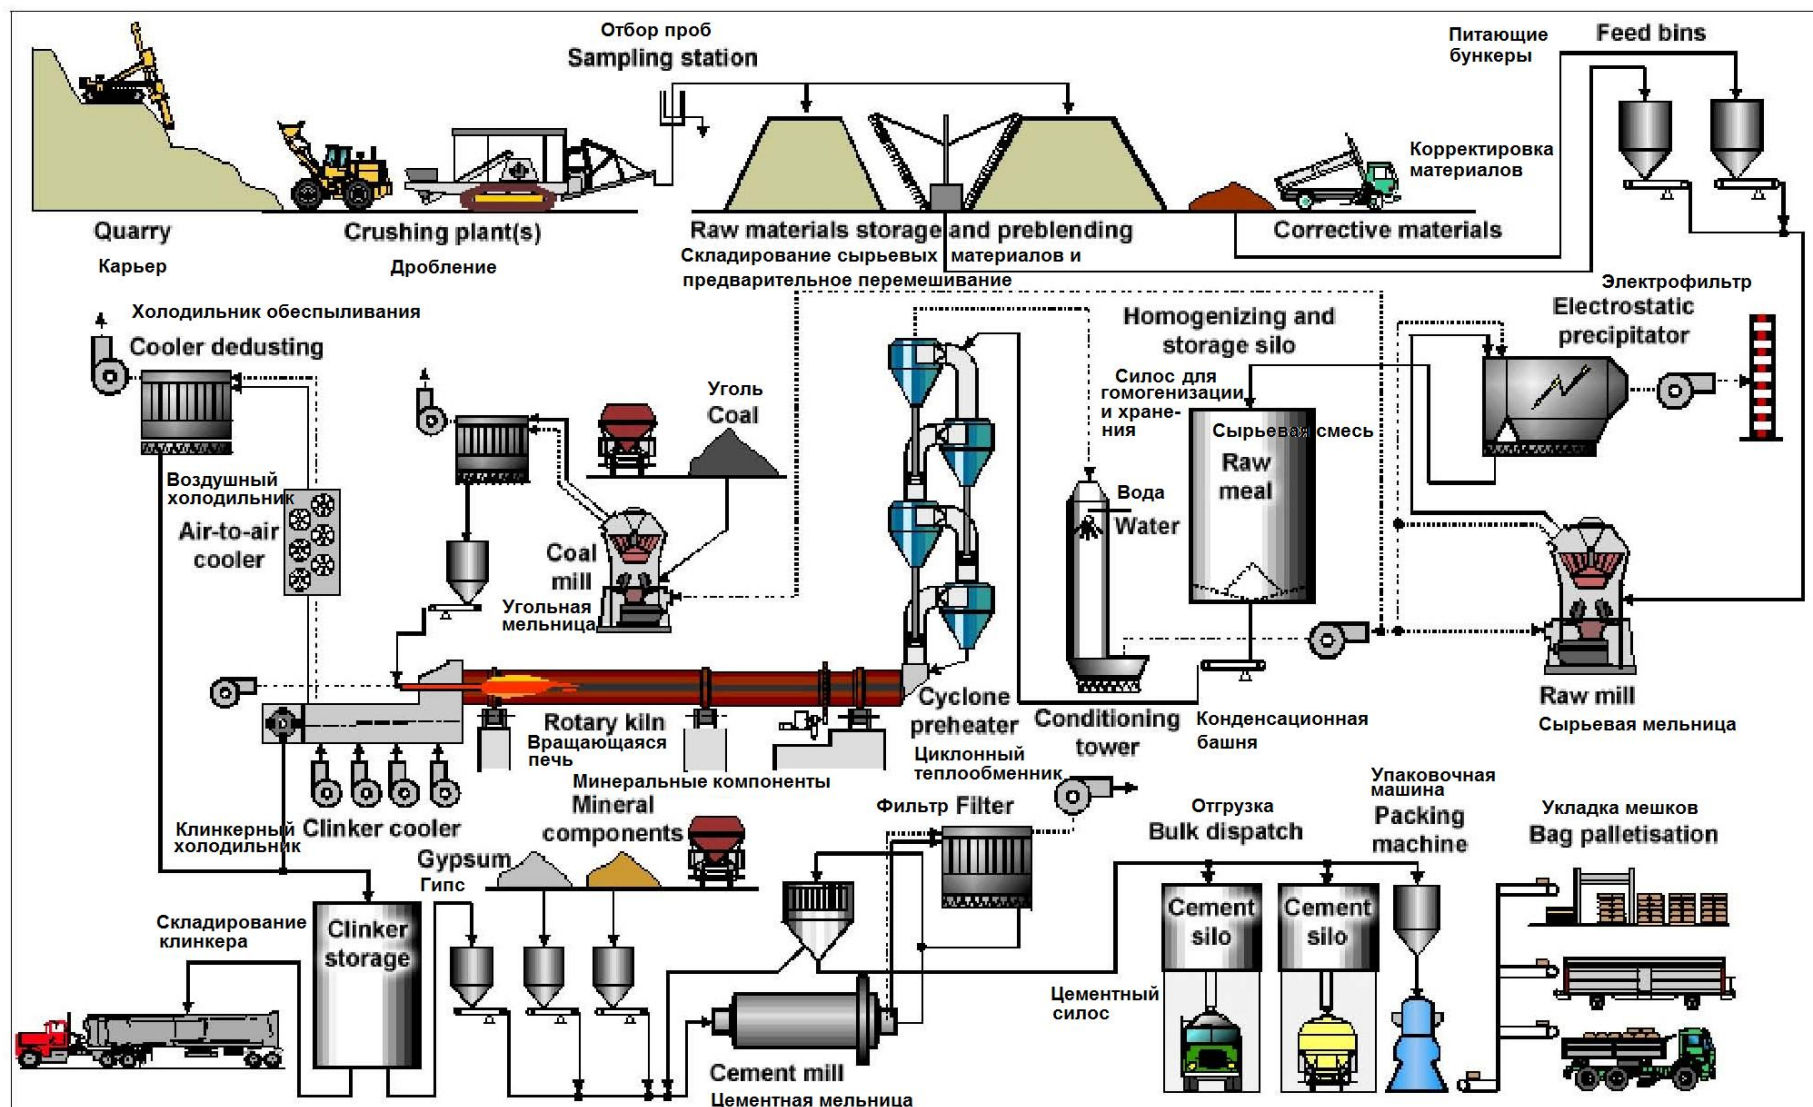 Отбор проб
Sampling station
Питающие
бункеры
Feed bins
Корректировка
материалов
Quarry
Карьер
Crushing plant(s)
Дробление
Raw materials storage and preblending
Складирование сырьевых материалов и
предварительное перемешивание
Corrective materials
Холодильник обеспыливания
Cooler dedusting
Уголь
Coal
Homogenizing and
storage silo
Силос для
гомогенизации
и хране-
ния
Сырьевая смесь
Raw
meal
Электрофильтр
Electrostatic
precipitator
Воздушный
холодильник
Air-to-air
cooler
Coal
mill
Угольная
мельница
Вода
Water
Raw mill
Сырьевая мельница
Rotary kiln
Вращающаяся
печь
Cyclone
preheater
Циклонный
теплообменник
Conditioning
tower
Конденсационная
башня
Клинкерный
холодильник
Clinker cooler
Минеральные компоненты
Mineral
components
Gypsum
Гипс
Фильтр Filter
Отгрузка
Bulk dispatch
Упаковочная
машина
Packing
machine
Укладка мешков
Bag palletisation
Складирование
клинкера
Clinker
storage
Cement
silo
Cement
silo
Цементный
силос
Cement mill
Цементная мельница